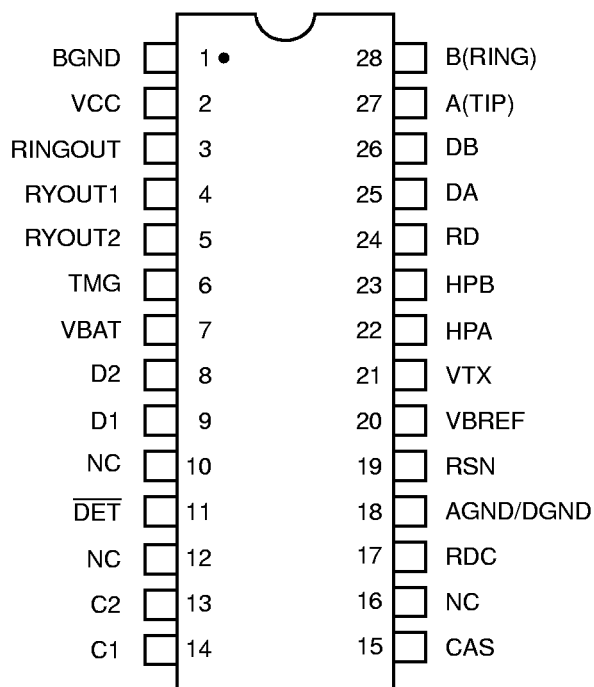 BGND 1 28 B(RING)
VCC 2 27 A(TIP)
RINGOUT 3 26 DB
RYOUT1 4 25 DA
RYOUT2 5 24 RD
TMG 6 23 HPB
VBAT 7 22 HPA
D2 8 21 VTX
D1 9 20 VBREF
NC 10 19 RSN
D̅E̅T̅ 11 18 AGND/DGND
NC 12 17 RDC
C2 13 16 NC
C1 14 15 CAS